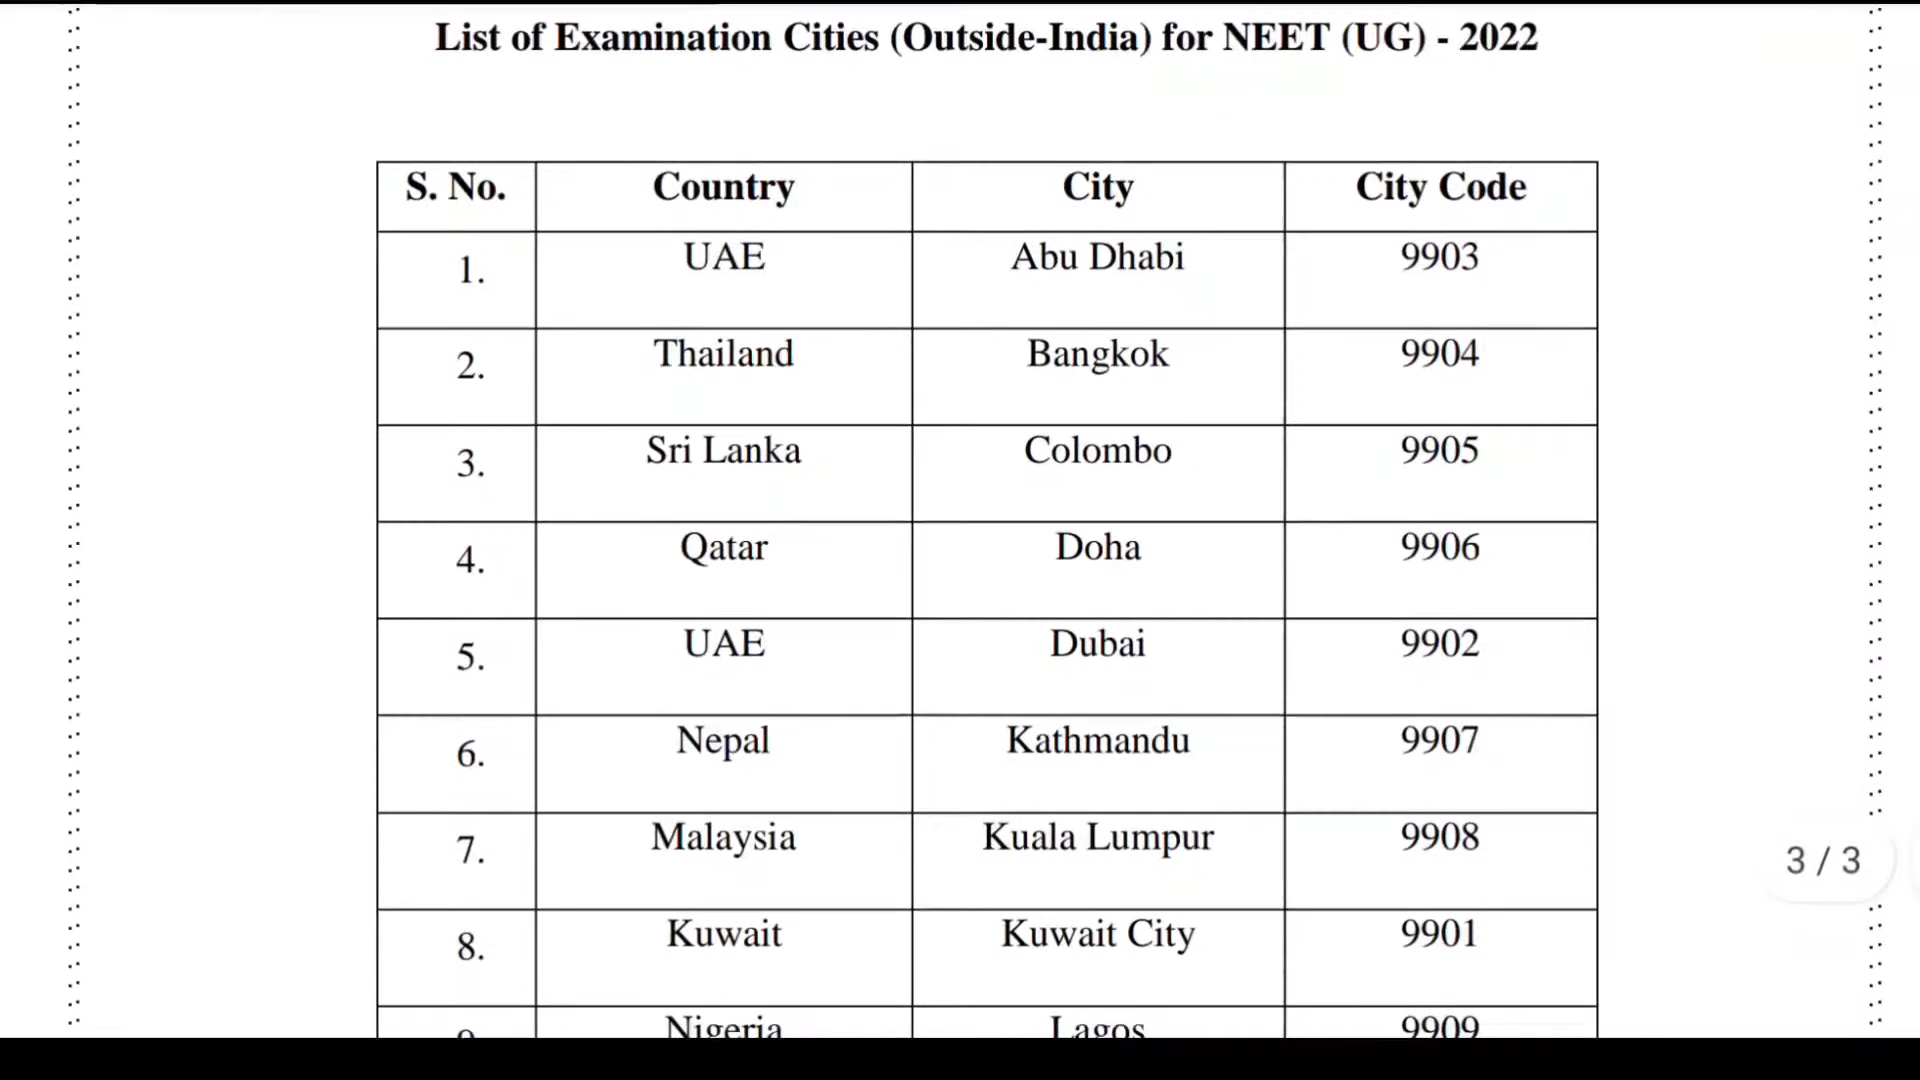 List of Examination Cities (Outside-India) for NEET (UG) - 2022
S. No. Country City City Code
1. UAE Abu Dhabi 9903
2. Thailand Bangkok 9904
3. Sri Lanka Colombo 9905
4. Qatar Doha 9906
5. UAE Dubai 9902
6. Nepal Kathmandu 9907
7. Malaysia Kuala Lumpur 9908
3 / 3
8. Kuwait Kuwait City 9901
Nigeria Lagos 9909